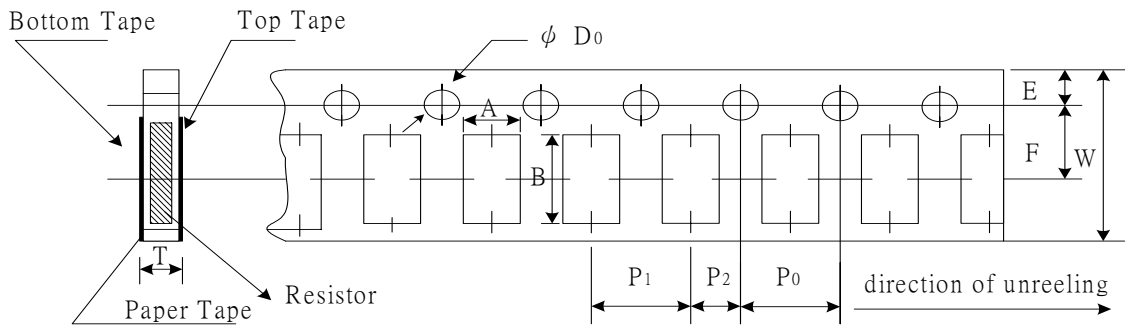 Bottom Tape
Top Tape
ϕ D0
A
E
B
F
W
T
P1
P2
P0
direction of unreeling
Resistor
Paper Tape